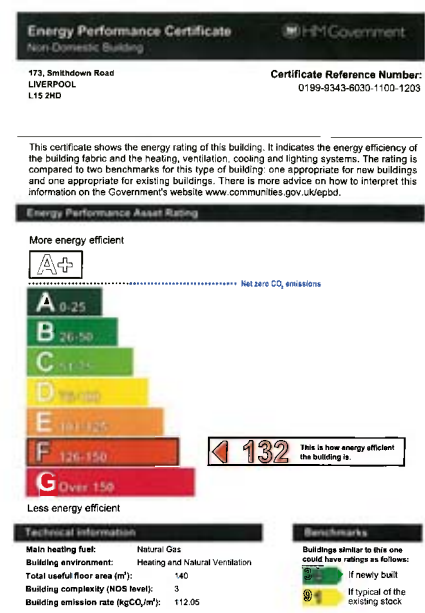 Energy Performance Certificate
HM Government
Non-Domestic Building
173, Smithdown Road
LIVERPOOL
L15 2HD
Certificate Reference Number:
0199-9343-6030-1100-1203
This certificate shows the energy rating of this building. It indicates the energy efficiency of
the building fabric and the heating, ventilation, cooling and lighting systems. The rating is
compared to two benchmarks for this type of building: one appropriate for new buildings
and one appropriate for existing buildings. There is more advice on how to interpret this
information on the Government's website www.communities.gov.uk/epbd.
Energy Performance Asset Rating
More energy efficient
A+
Net zero CO₂ emissions
A 0-25
B 26-50
C 51-75
D 76-100
E 101-125
F 126-150
132
This is how energy efficient
the building is.
G Over 150
Less energy efficient
Technical information
Main heating fuel: Natural Gas
Building environment: Heating and Natural Ventilation
Total useful floor area (m²): 140
Building complexity (NOS level): 3
Building emission rate (kgCO₂/m²): 112.05
Benchmarks
Buildings similar to this one
could have ratings as follows:
If newly built
91
If typical of the
existing stock